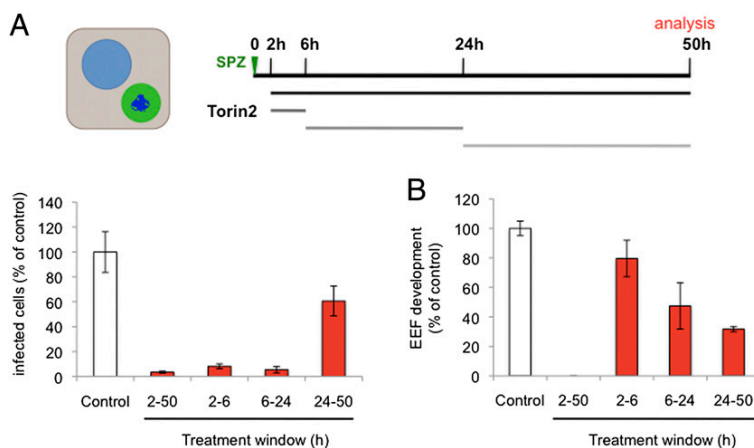 A
analysis
0 2h 6h 24h 50h
SPZ
Torin2
infected cells (% of control)
140
120
100
80
60
40
20
0
Control 2-50 2-6 6-24 24-50
Treatment window (h)
B
EEF development
(% of control)
120
100
80
60
40
20
0
Control 2-50 2-6 6-24 24-50
Treatment window (h)